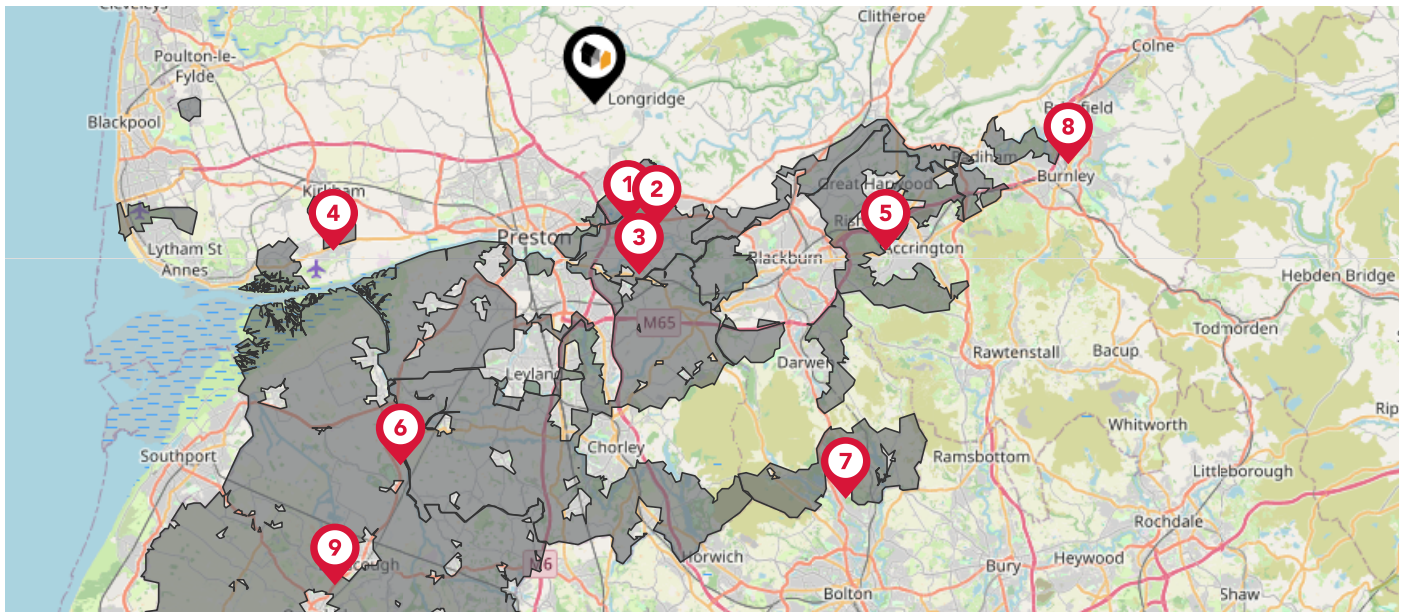 Cleveleys
Clitheroe
Colne
Poulton-le-
Fylde
Longridge
Blackpool
8
Burnley
Kirkham
1
2
Great Harwood
4
3
5
Preston
Lytham St
Annes
Blackburn
Accrington
Hebden Bridge
M65
Todmorden
Rawtenstall
Bacup
Darwen
Leyland
Whitworth
6
Chorley
Southport
7
Ramsbottom
Littleborough
Rochdale
9
Horwich
Bury
Heywood
Bolton
Shaw